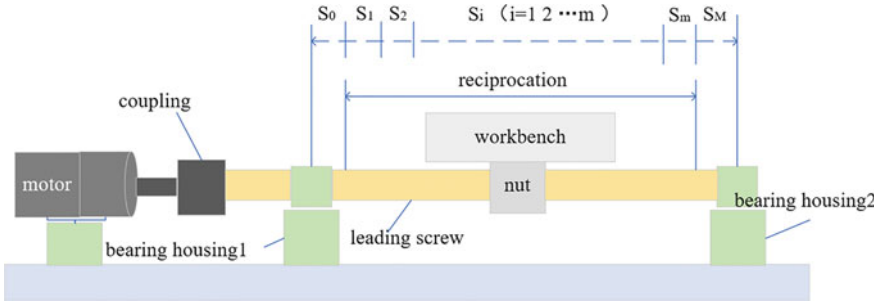 S0 S1 S2 Si （i=1 2 ···m ） Sm SM
reciprocation
coupling
workbench
motor
nut
bearing housing2
bearing housing1
leading screw